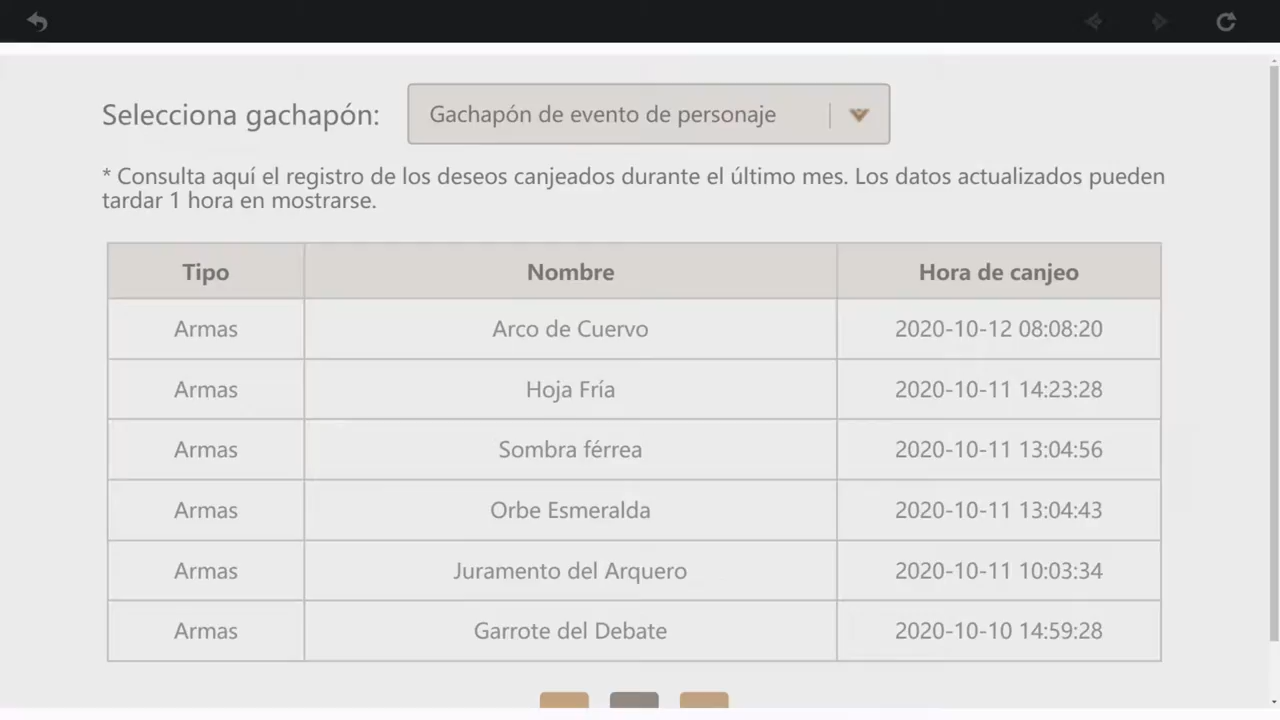 Selecciona gachapón: Gachapón de evento de personaje
* Consulta aquí el registro de los deseos canjeados durante el último mes. Los datos actualizados pueden
tardar 1 hora en mostrarse.
Tipo Nombre Hora de canjeo
Armas Arco de Cuervo 2020-10-12 08:08:20
Armas Hoja Fría 2020-10-11 14:23:28
Armas Sombra férrea 2020-10-11 13:04:56
Armas Orbe Esmeralda 2020-10-11 13:04:43
Armas Juramento del Arquero 2020-10-11 10:03:34
Armas Garrote del Debate 2020-10-10 14:59:28